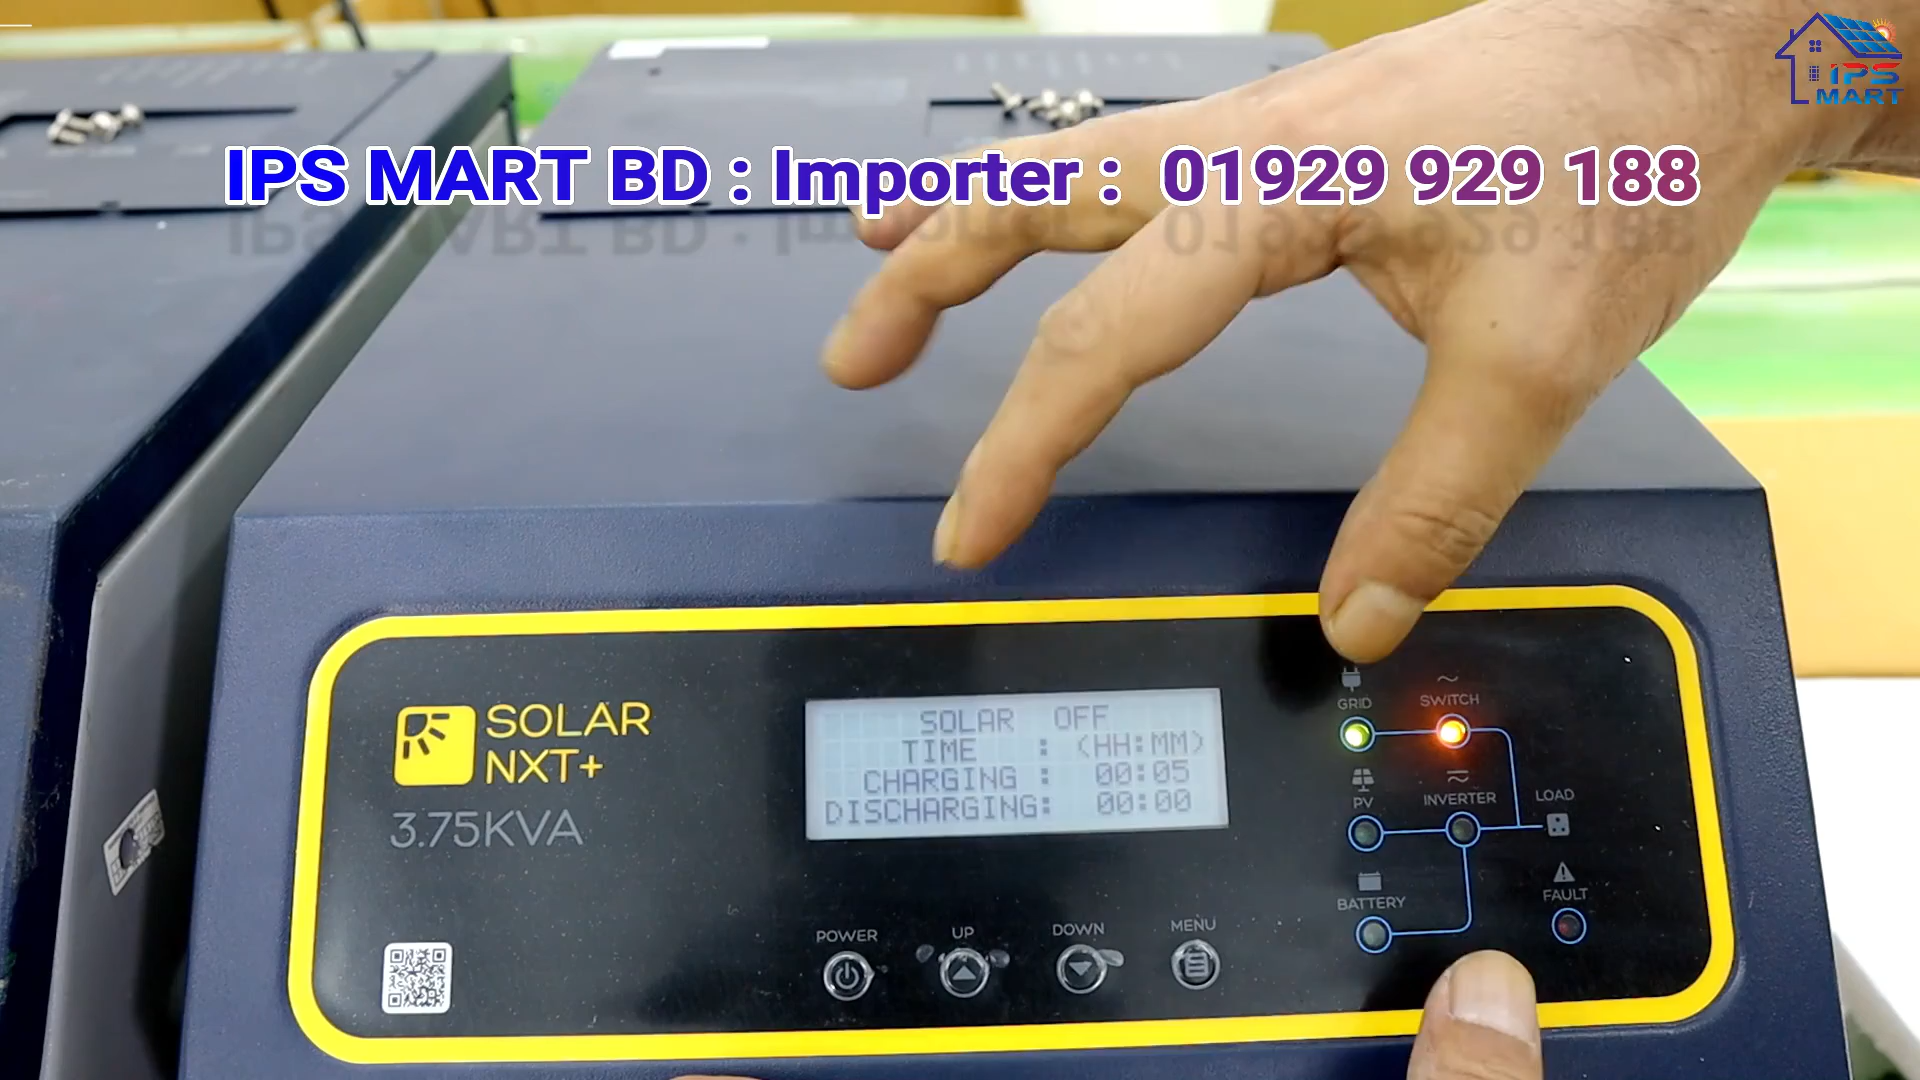 IPS
MART
IPS MART BD : Importer : 01929 929 188
SOLAR
NXT+
3.75KVA
SOLAR OFF
TIME : (HH:MM)
CHARGING : 00:05
DISCHARGING: 00:00
GRID
SWITCH
PV
INVERTER
LOAD
BATTERY
FAULT
POWER
UP
DOWN
MENU